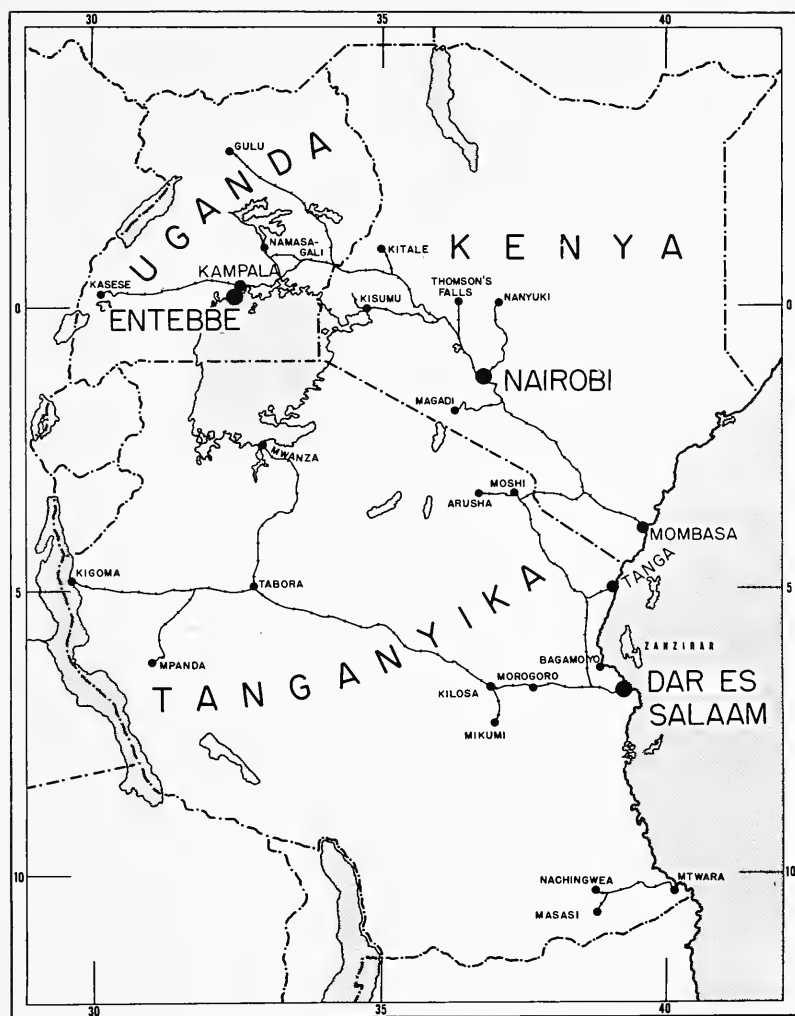 30
35
40
GULU
UGANDA
NAMASA-
GALI
KITALE
KENYA
KASESE
KAMPALA
THOMSON'S
FALLS
NANYUKI
KISUMU
0
ENTEBBE
0
NAIROBI
MAGADI
MWANZA
MOSHI
ARUSHA
MOMBASA
TANGA
KIGOMA
TABORA
5
5
ZANZIBAR
MPANDA
BAGAMOYO
TANGANYIKA
MOROGORO
KILOSA
DAR ES
SALAAM
MIKUMI
10
NACHINGWEA
MTWARA
10
MASASI
30
35
40